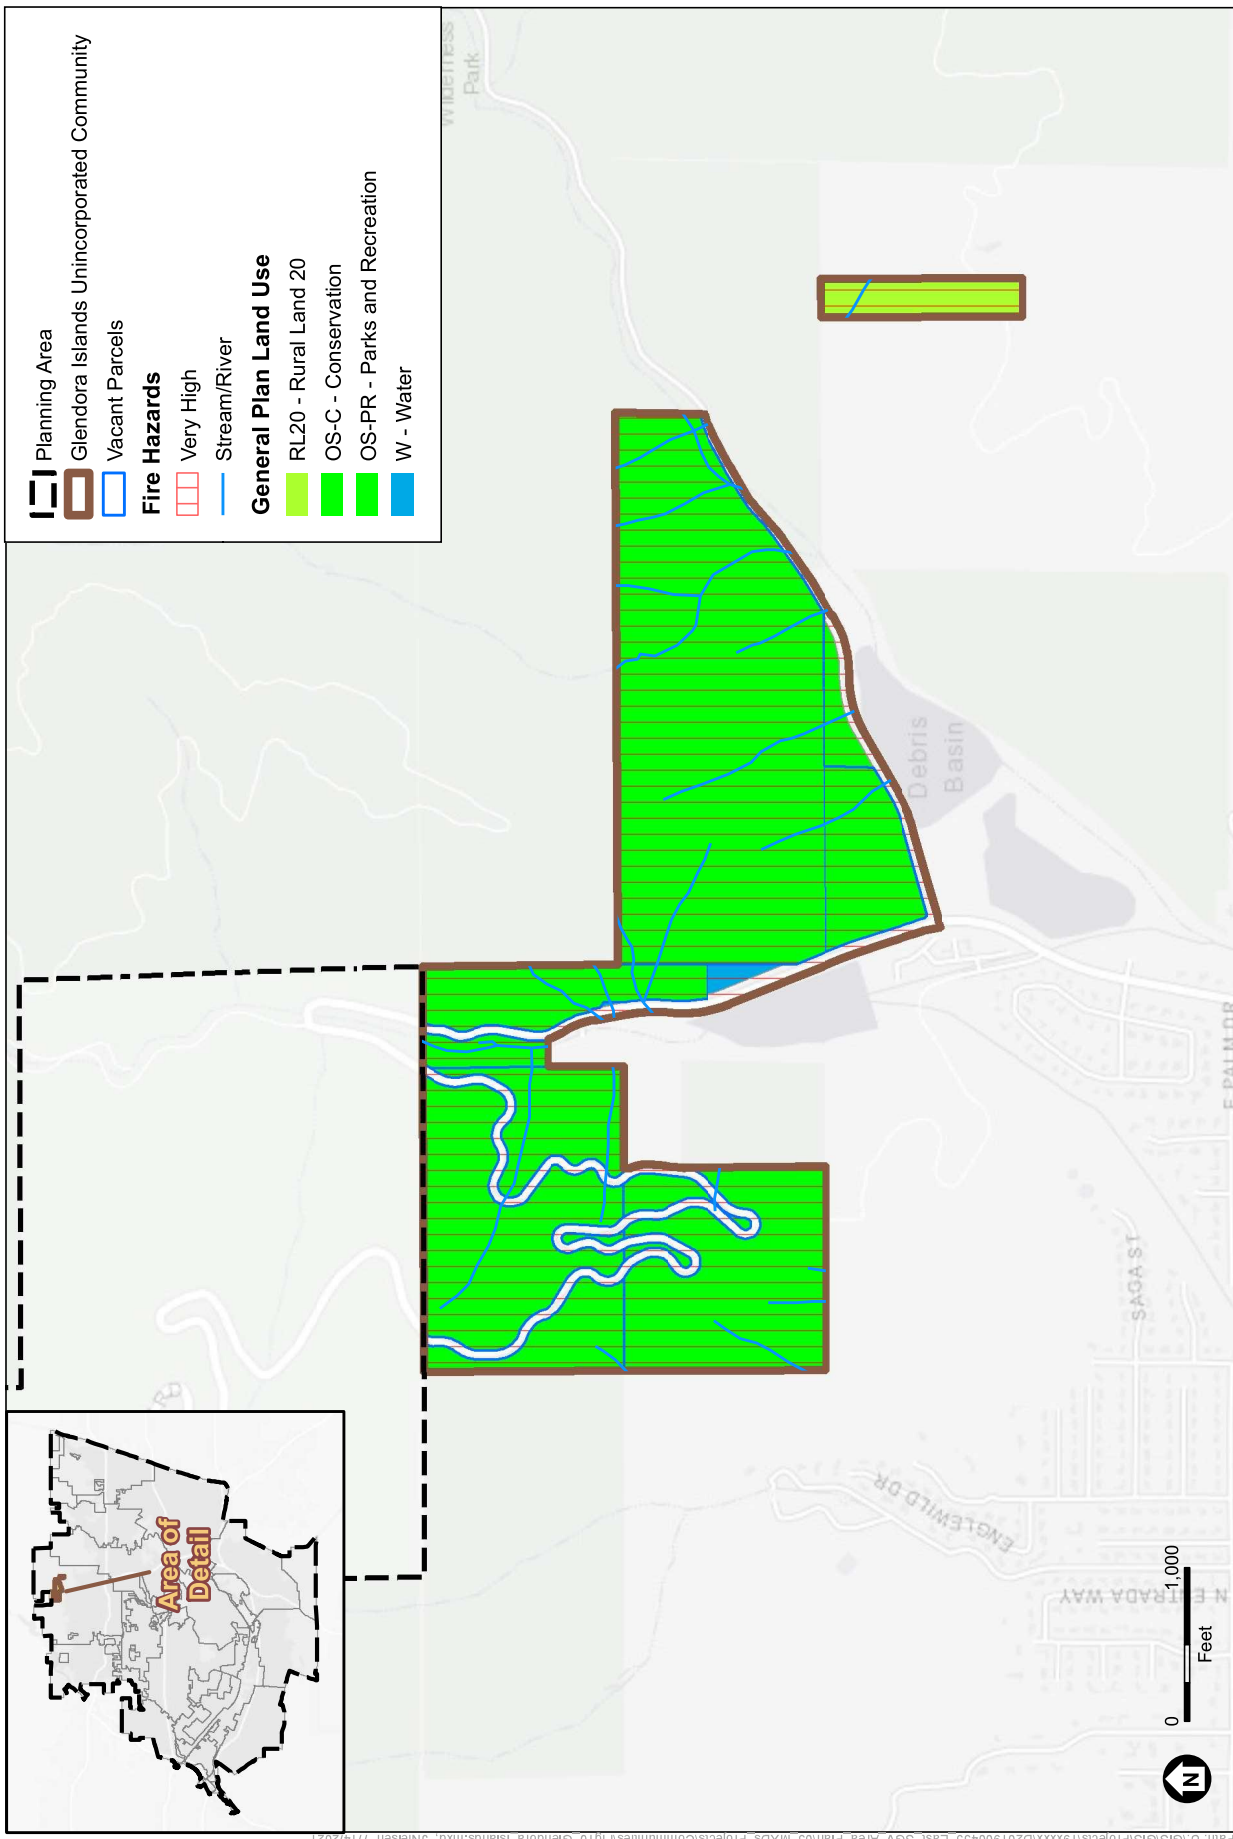 Planning Area
Glendora Islands Unincorporated Community
Vacant Parcels
Fire Hazards
Very High
Stream/River
General Plan Land Use
RL20 - Rural Land 20
OS-C - Conservation
OS-PR - Parks and Recreation
W - Water
Wilderness
Park
Debris
Basin
Area of
Detail
RD
SAGA ST
ENGLEWILD DR
N ENTRADA WAY
E PALM DR
0
1,000
Feet
N